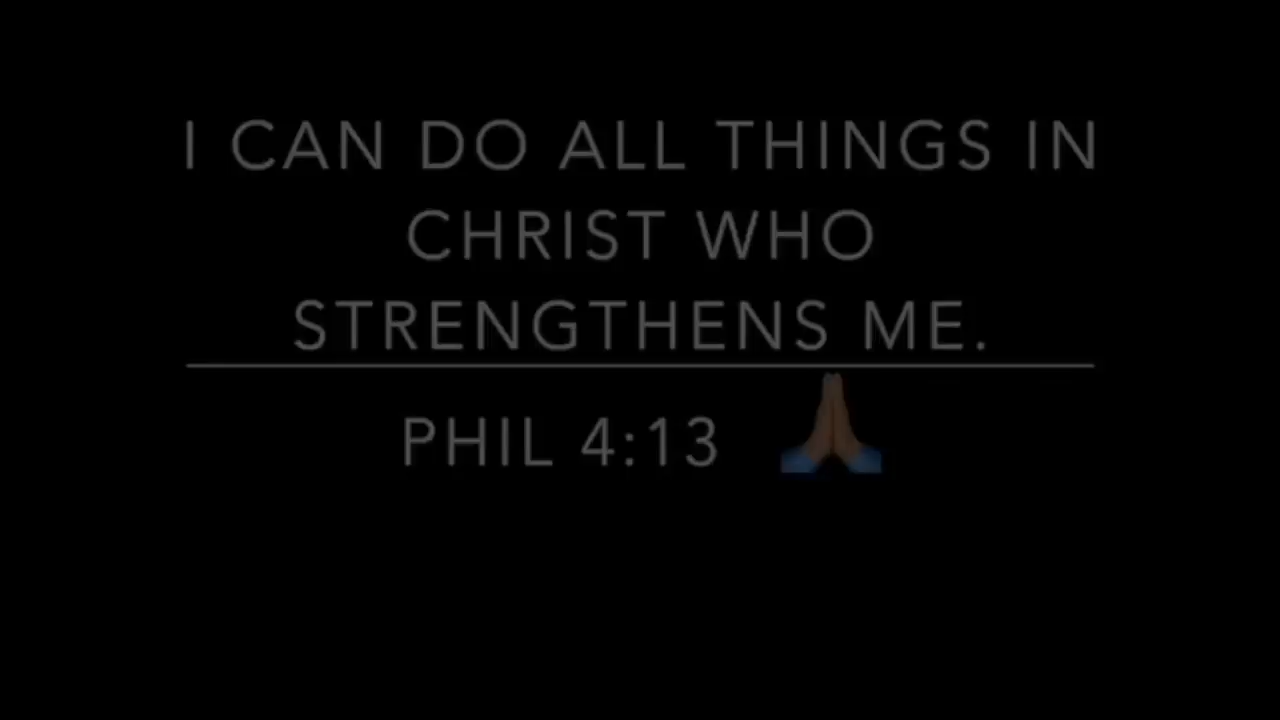 I CAN DO ALL THINGS IN
CHRIST WHO
STRENGTHENS ME.
PHIL 4:13 🙏🏽